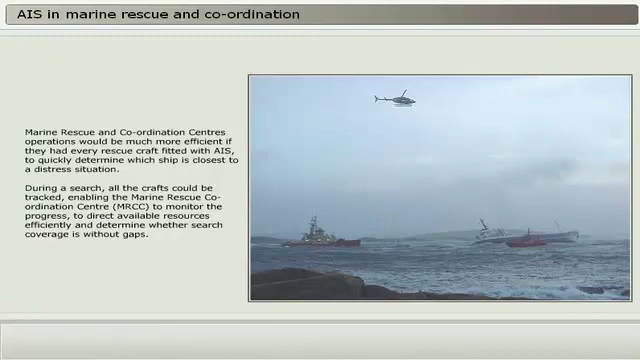 AIS in marine rescue and co-ordination
Marine Rescue and Co-ordination Centres
operations would be much more efficient if
they had every rescue craft fitted with AIS,
to quickly determine which ship is closest to
a distress situation.
During a search, all the crafts could be
tracked, enabling the Marine Rescue Co-
ordination Centre (MRCC) to monitor the
progress, to direct available resources
efficiently and determine whether search
coverage is without gaps.